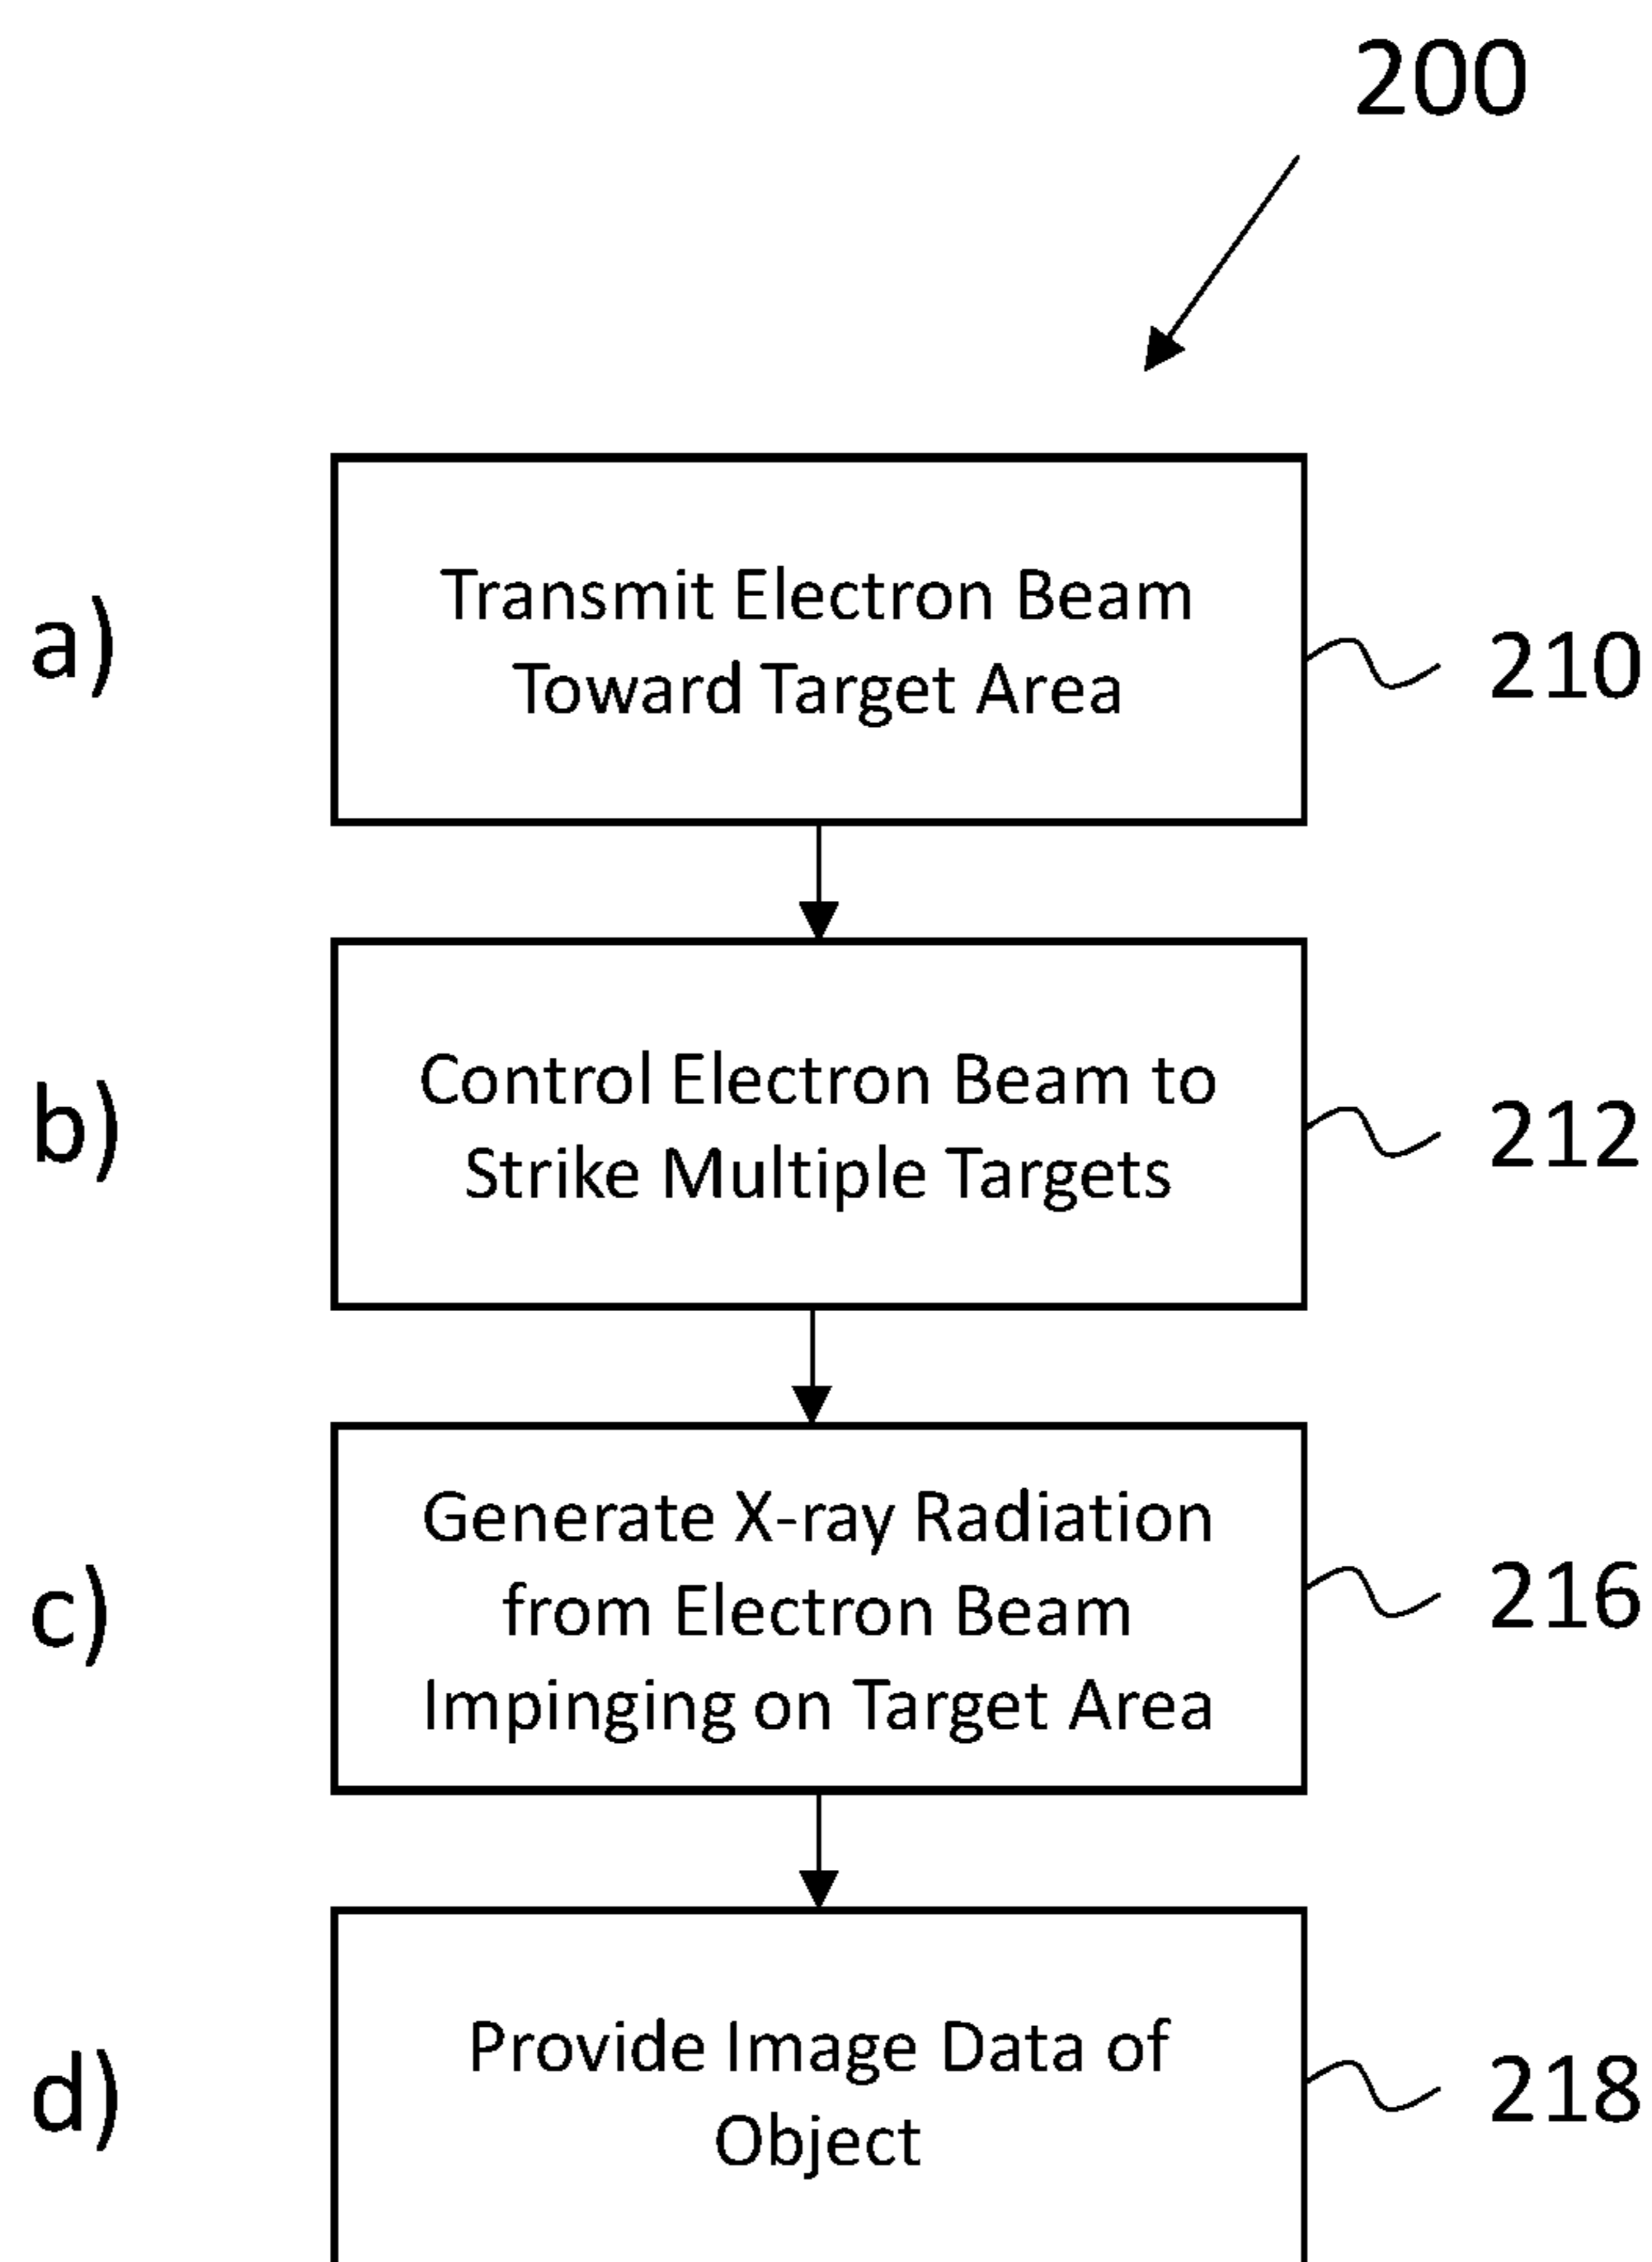 200
a)
Transmit Electron Beam
Toward Target Area
210
b)
Control Electron Beam to
Strike Multiple Targets
212
c)
Generate X-ray Radiation
from Electron Beam
Impinging on Target Area
216
d)
Provide Image Data of
Object
218